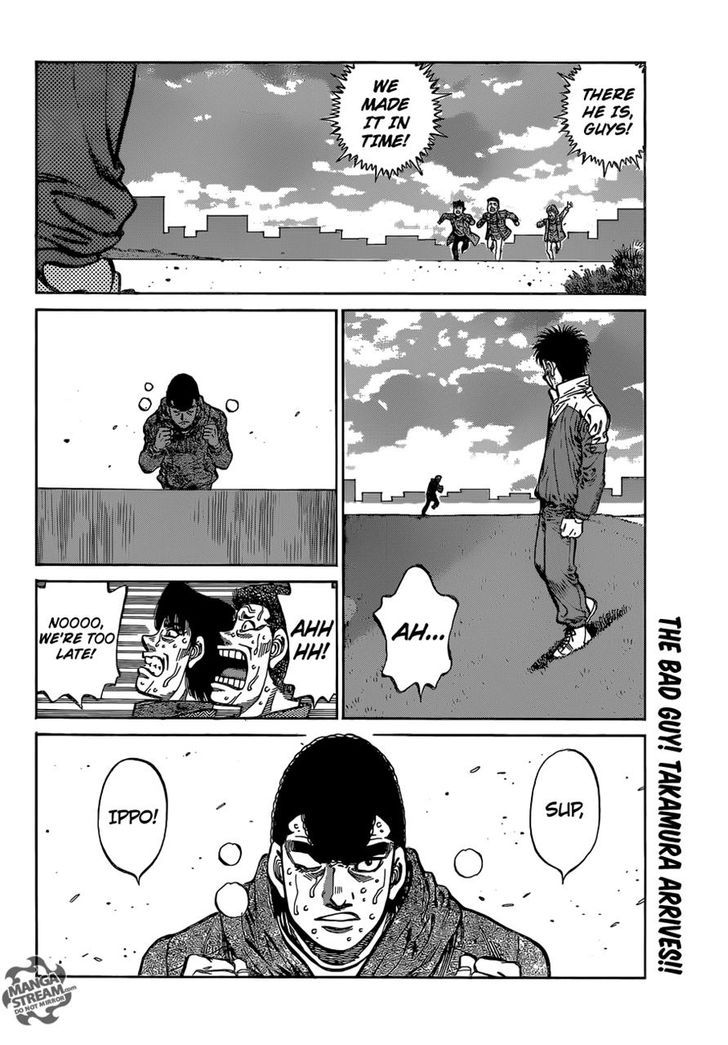 THERE
HE IS,
GUYS!
WE
MADE
IT IN
TIME!
AH...
AHH
HH!
NOOOO,
WE'RE TOO
LATE!
SUP,
IPPO!
THE BAD GUY! TAKAMURA ARRIVES!!
MANGA
STREAM.COM
DO NOT MIRROR